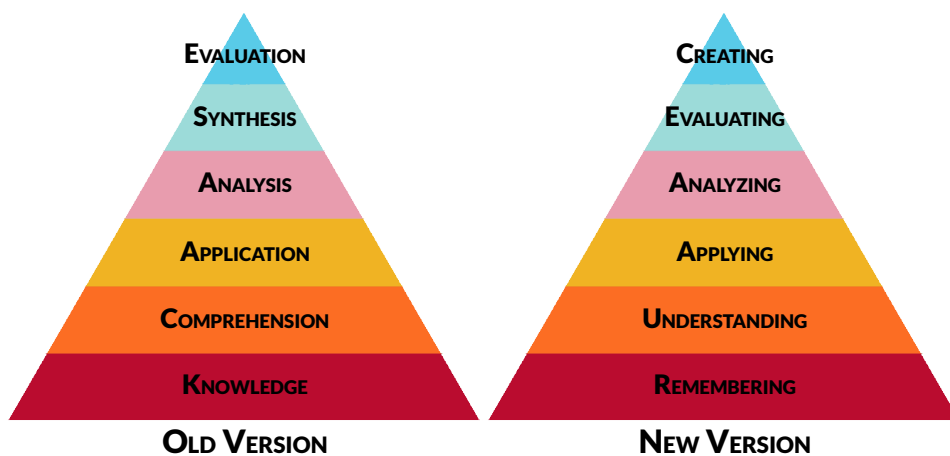 Evaluation
Synthesis
Analysis
Application
Comprehension
Knowledge
Old Version
Creating
Evaluating
Analyzing
Applying
Understanding
Remembering
New Version